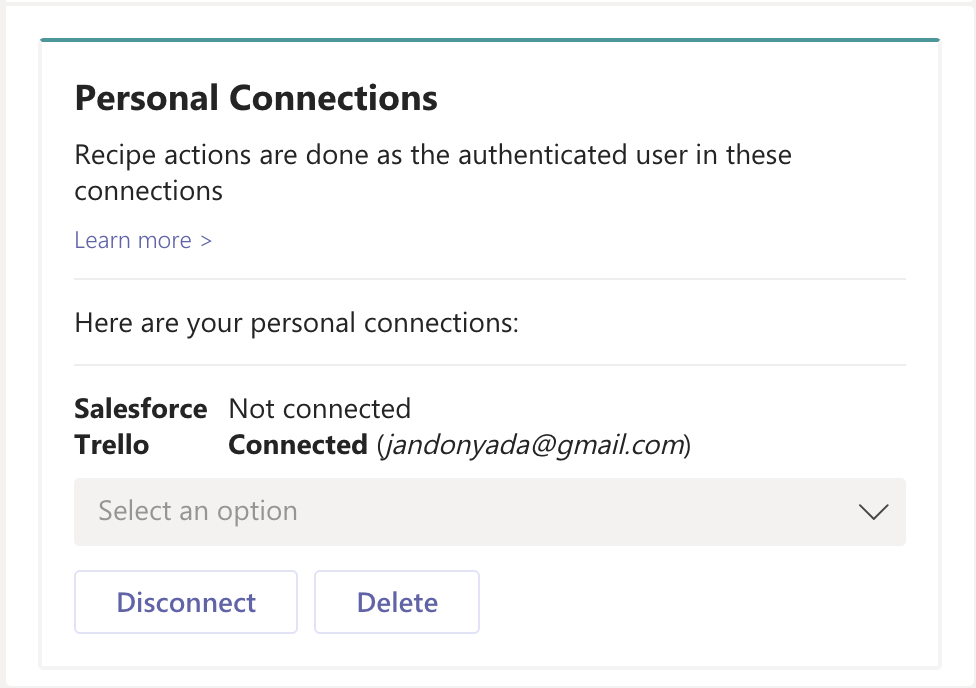 Personal Connections
Recipe actions are done as the authenticated user in these
connections
Learn more >
Here are your personal connections:
Salesforce Not connected
Trello Connected (jandonyada@gmail.com)
Select an option
Disconnect Delete